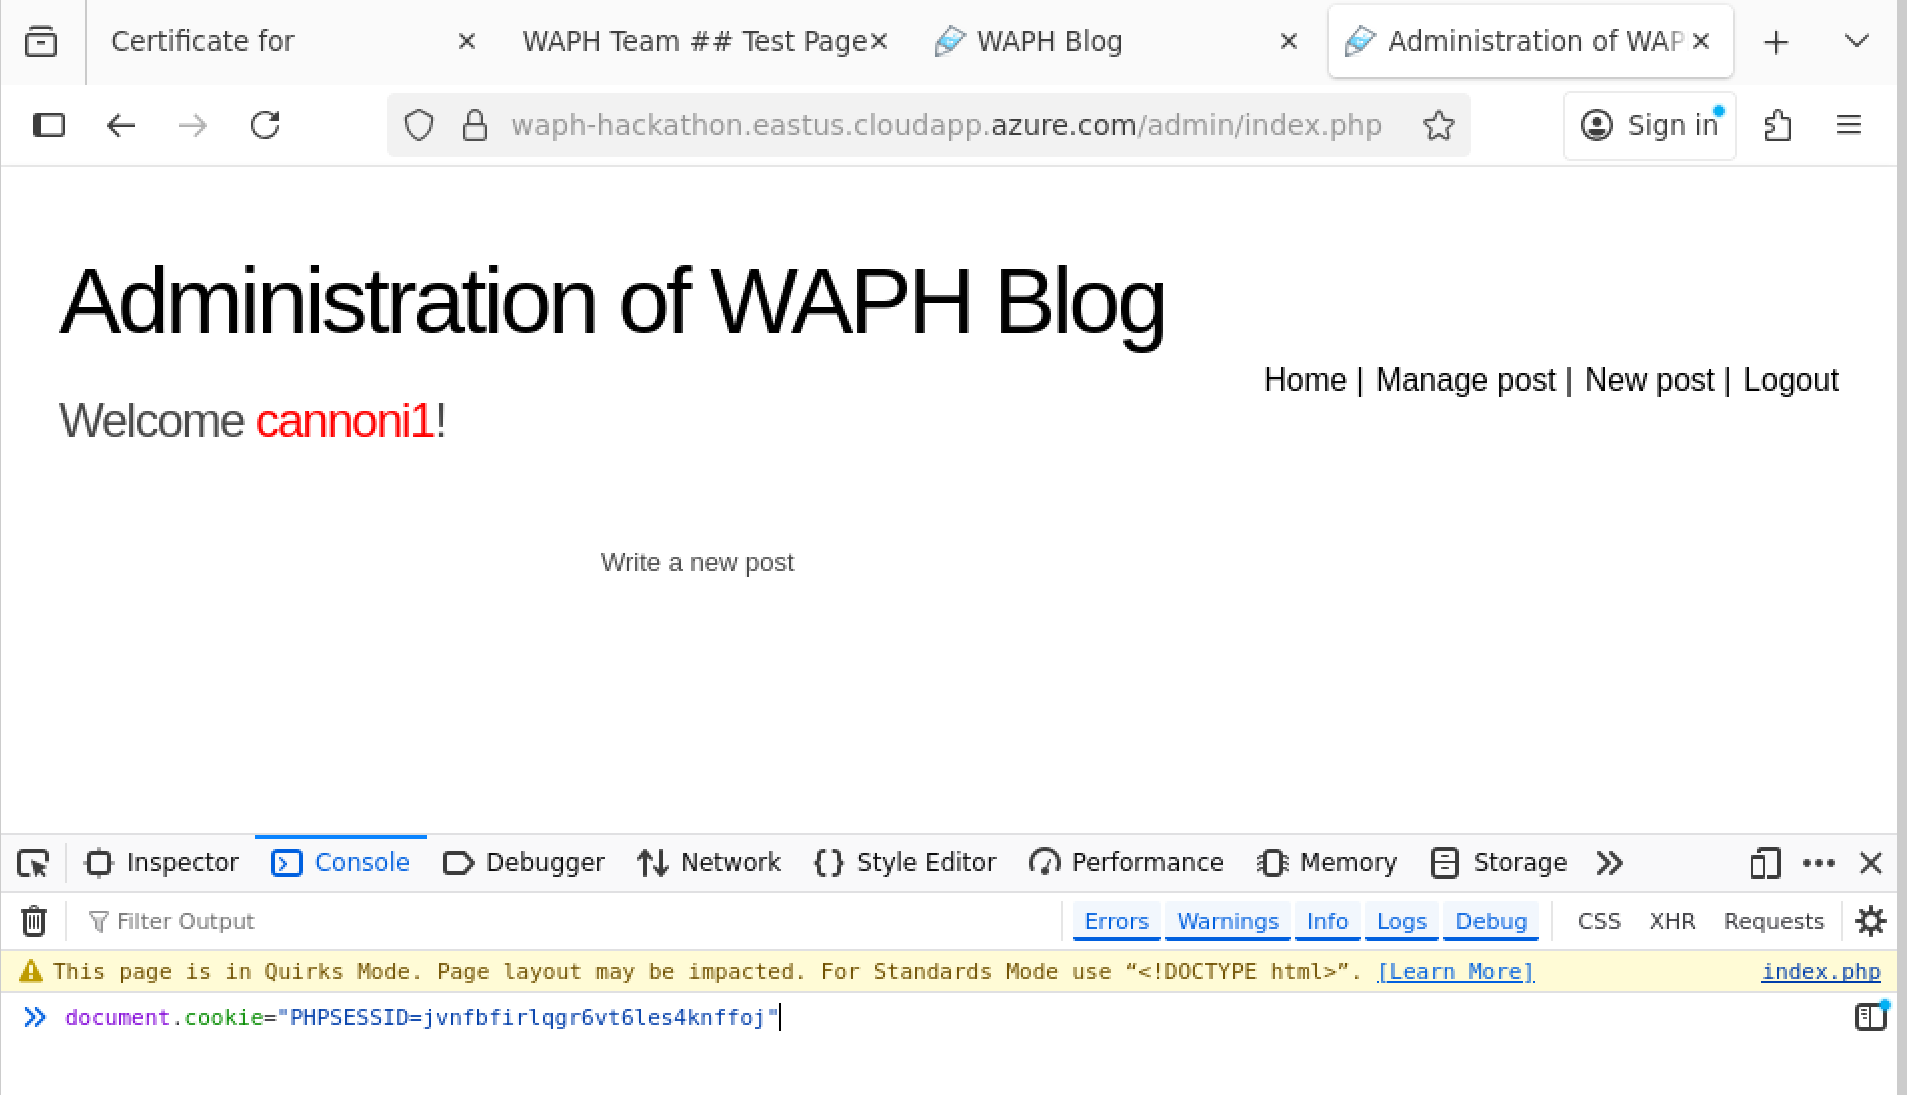 Certificate for
WAPH Team ## Test Page
WAPH Blog
Administration of WAP
waph-hackathon.eastus.cloudapp.azure.com/admin/index.php
Sign in
Administration of WAPH Blog
Home | Manage post | New post | Logout
Welcome cannoni1!
Write a new post
Inspector
Console
Debugger
Network
Style Editor
Performance
Memory
Storage
Filter Output
Errors
Warnings
Info
Logs
Debug
CSS
XHR
Requests
This page is in Quirks Mode. Page layout may be impacted. For Standards Mode use “<!DOCTYPE html>”. [Learn More]
index.php
document.cookie="PHPSESSID=jvnfbfirlqgr6vt6les4knffoj"